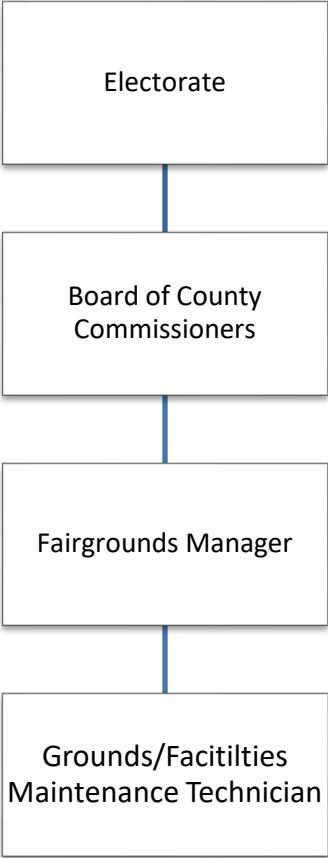 Electorate
Board of County
Commissioners
Fairgrounds Manager
Grounds/Facitilties
Maintenance Technician